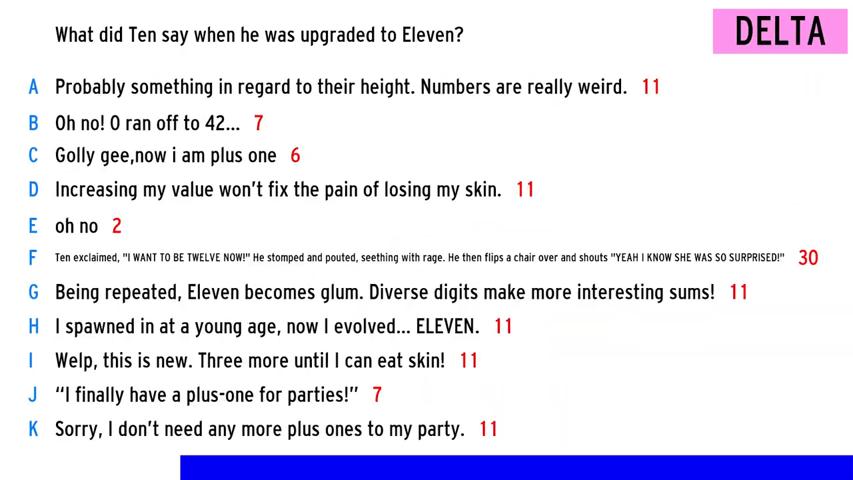 What did Ten say when he was upgraded to Eleven?
DELTA
A Probably something in regard to their height. Numbers are really weird. 11
B Oh no! 0 ran off to 42... 7
C Golly gee,now i am plus one 6
D Increasing my value won't fix the pain of losing my skin. 11
E oh no 2
F Ten exclaimed, "I WANT TO BE TWELVE NOW!" He stomped and pouted, seething with rage. He then flips a chair over and shouts "YEAH I KNOW SHE WAS SO SURPRISED!" 30
G Being repeated, Eleven becomes glum. Diverse digits make more interesting sums! 11
H I spawned in at a young age, now I evolved... ELEVEN. 11
I Welp, this is new. Three more until I can eat skin! 11
J “I finally have a plus-one for parties!” 7
K Sorry, I don't need any more plus ones to my party. 11